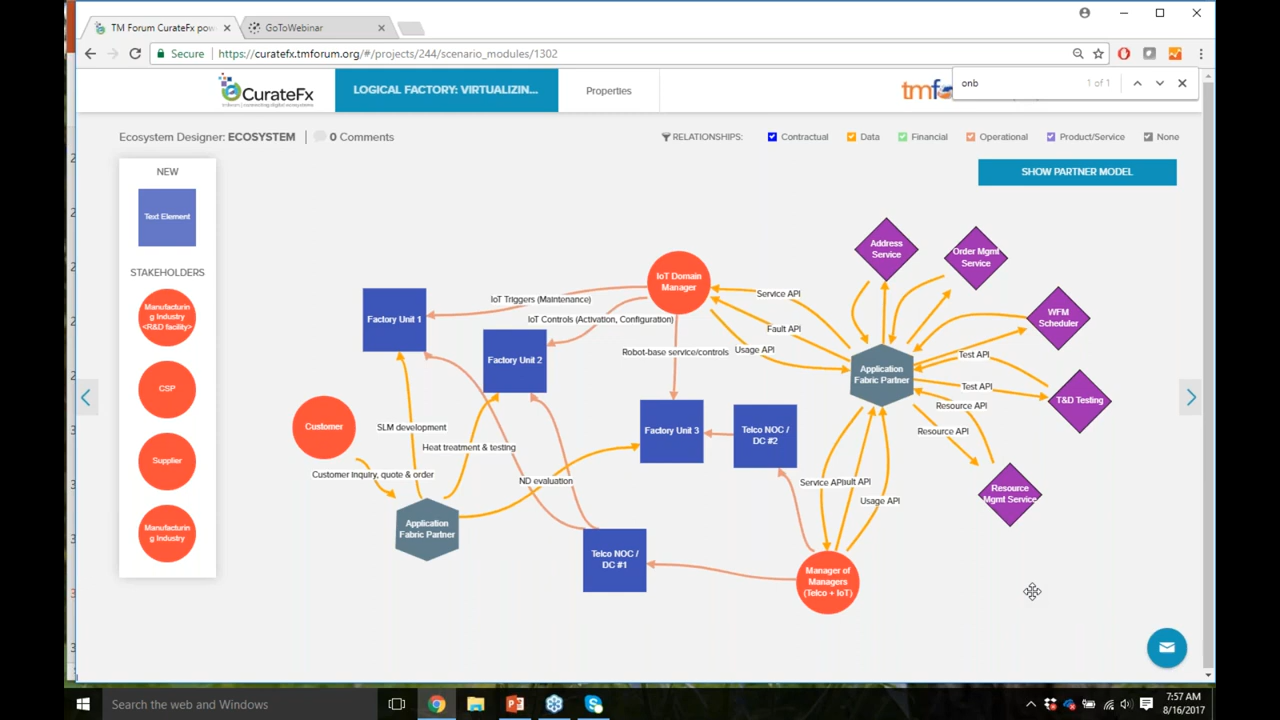 TM Forum CurateFx pow
GoToWebinar
Secure
https://curatefx.tmforum.org/#/projects/244/scenario_modules/1302
onb
1 of 1
CurateFx
LOGICAL FACTORY: VIRTUALIZIN...
Properties
tmfo
Ecosystem Designer: ECOSYSTEM
0 Comments
RELATIONSHIPS:
Contractual
Data
Financial
Operational
Product/Service
None
SHOW PARTNER MODEL
NEW
Text Element
STAKEHOLDERS
Manufacturin
g Industry
<R&D facility>
CSP
Supplier
Manufacturin
g Industry
Address
Service
Order Mgmt
Service
IoT Domain
Manager
Service API
IoT Triggers (Maintenance)
Factory Unit 1
IoT Controls (Activation, Configuration)
WFM
Scheduler
Fault API
Robot-base service/controls
Usage API
Test API
Factory Unit 2
Application
Fabric Partner
Test API
T&D Testing
Resource API
Customer
SLM development
Factory Unit 3
Telco NOC /
DC #2
Resource API
Heat treatment & testing
Customer inquiry, quote & order
ND evaluation
Service API
ult API
Usage API
Resource
Mgmt Service
Application
Fabric Partner
Telco NOC /
DC #1
Manager of
Managers
(Telco + IoT)
Search the web and Windows
7:57 AM
8/16/2017